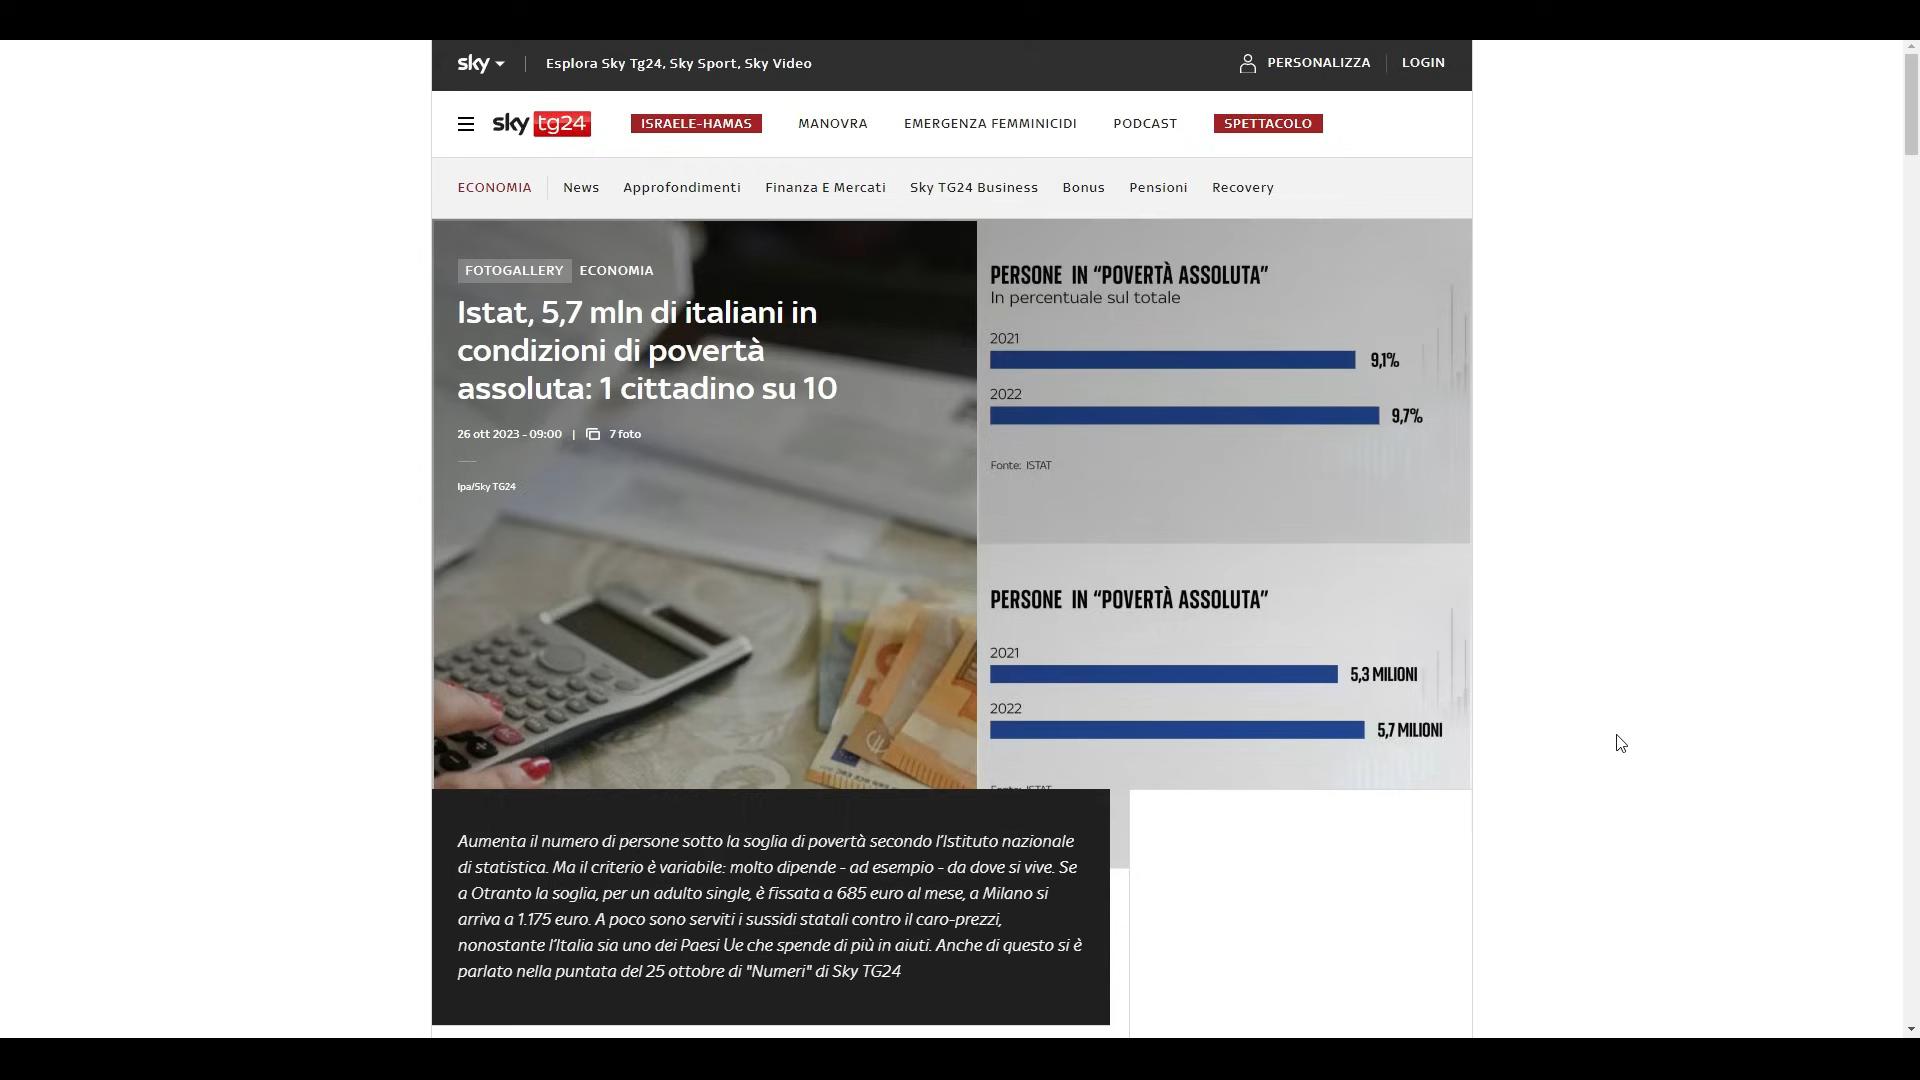 sky
Esplora Sky Tg24, Sky Sport, Sky Video
PERSONALIZZA
LOGIN
sky tg24
ISRAELE-HAMAS
MANOVRA
EMERGENZA FEMMINICIDI
PODCAST
SPETTACOLO
ECONOMIA
News
Approfondimenti
Finanza E Mercati
Sky TG24 Business
Bonus
Pensioni
Recovery
FOTOGALLERY ECONOMIA
Istat, 5,7 mln di italiani in
condizioni di povertà
assoluta: 1 cittadino su 10
26 ott 2023 - 09:00 | 7 foto
Ipa/Sky TG24
PERSONE IN “POVERTÀ ASSOLUTA”
In percentuale sul totale
2021
9,1%
2022
9,7%
Fonte: ISTAT
PERSONE IN “POVERTÀ ASSOLUTA”
2021
5,3 MILIONI
2022
5,7 MILIONI
Fonte: ISTAT
Aumenta il numero di persone sotto la soglia di povertà secondo l’Istituto nazionale
di statistica. Ma il criterio è variabile: molto dipende - ad esempio - da dove si vive. Se
a Otranto la soglia, per un adulto single, è fissata a 685 euro al mese, a Milano si
arriva a 1.175 euro. A poco sono serviti i sussidi statali contro il caro-prezzi,
nonostante l’Italia sia uno dei Paesi Ue che spende di più in aiuti. Anche di questo si è
parlato nella puntata del 25 ottobre di "Numeri" di Sky TG24